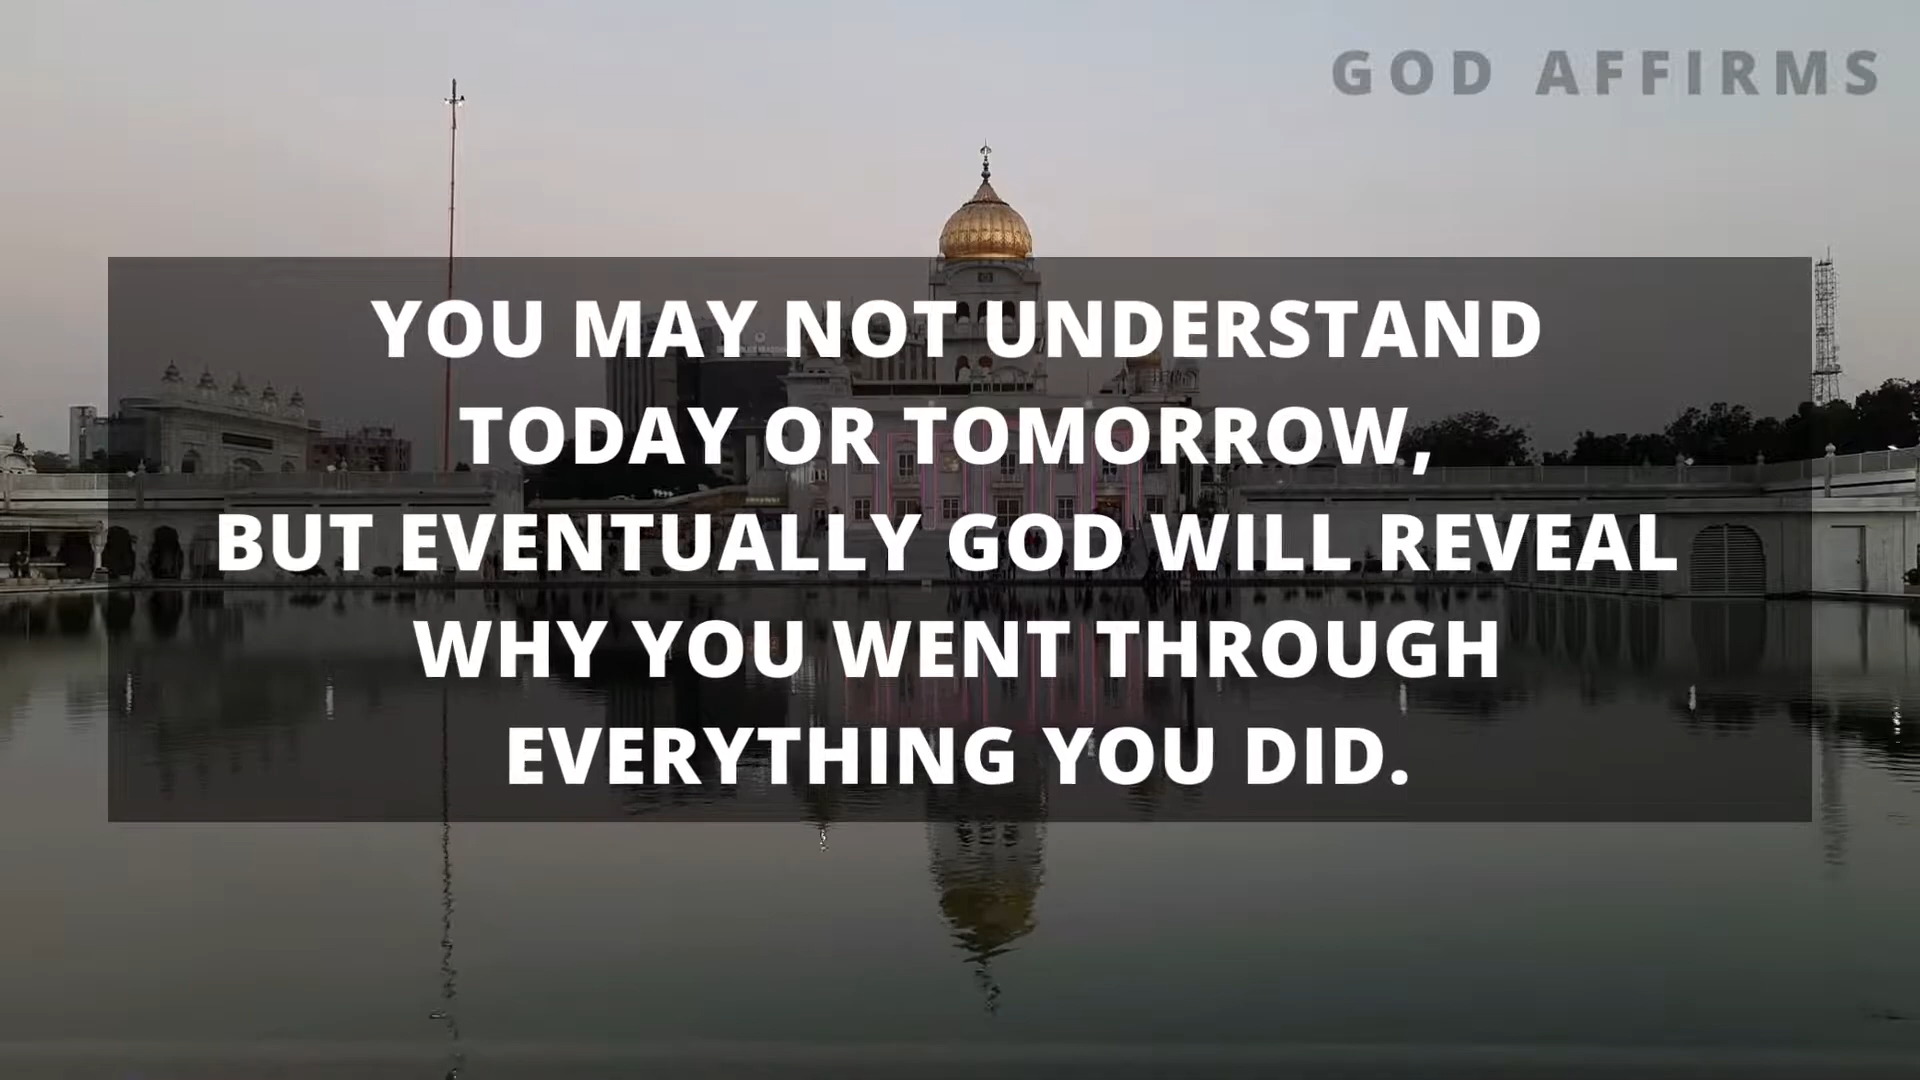 GOD AFFIRMS
YOU MAY NOT UNDERSTAND
TODAY OR TOMORROW,
BUT EVENTUALLY GOD WILL REVEAL
WHY YOU WENT THROUGH
EVERYTHING YOU DID.